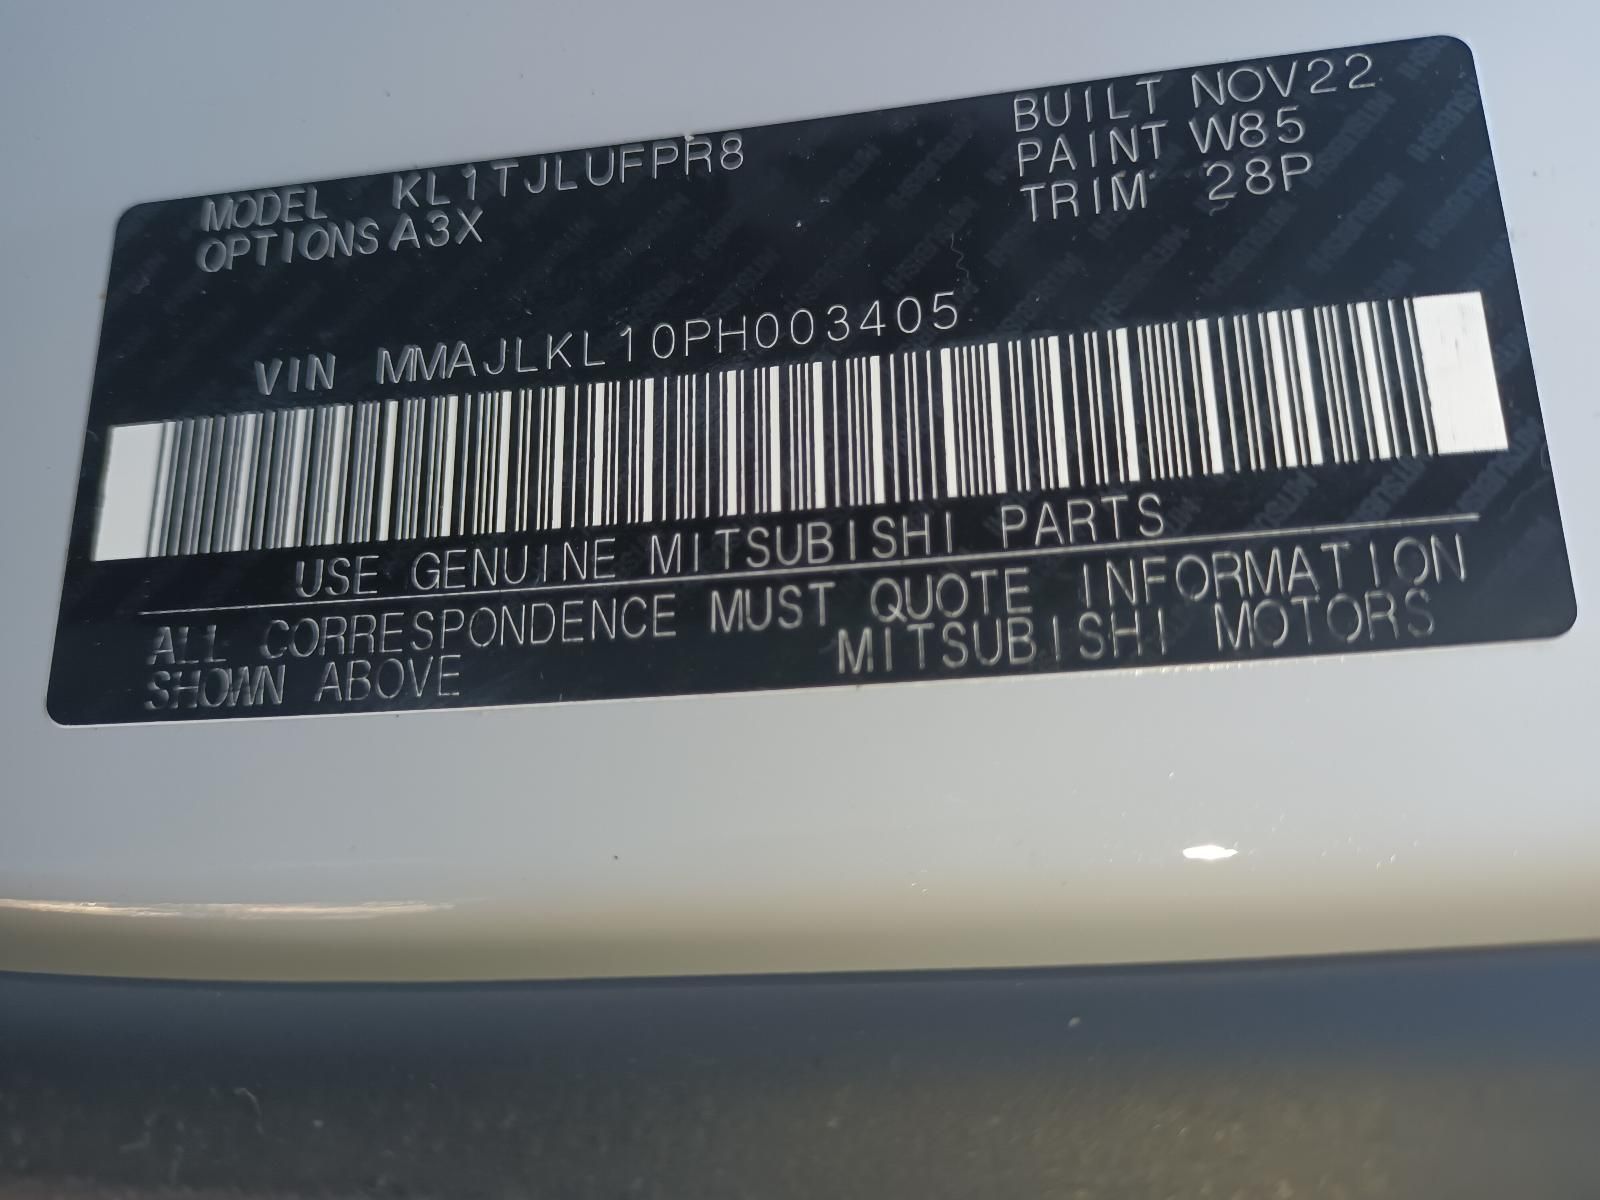 MODEL KL1TJLUFPR8
OPTIONS A3X
BUILT NOV22
PAINT W85
TRIM 28P
VIN MMAJLKL10PH003405
USE GENUINE MITSUBISHI PARTS
ALL CORRESPONDENCE MUST QUOTE INFORMATION
SHOWN ABOVE MITSUBISHI MOTORS